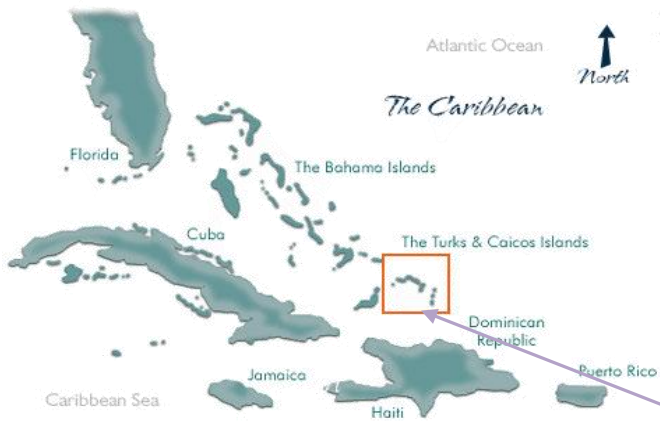 Atlantic Ocean
North
The Caribbean
Florida
The Bahama Islands
Cuba
The Turks & Caicos Islands
Dominican
Republic
Jamaica
Puerto Rico
Caribbean Sea
Haiti